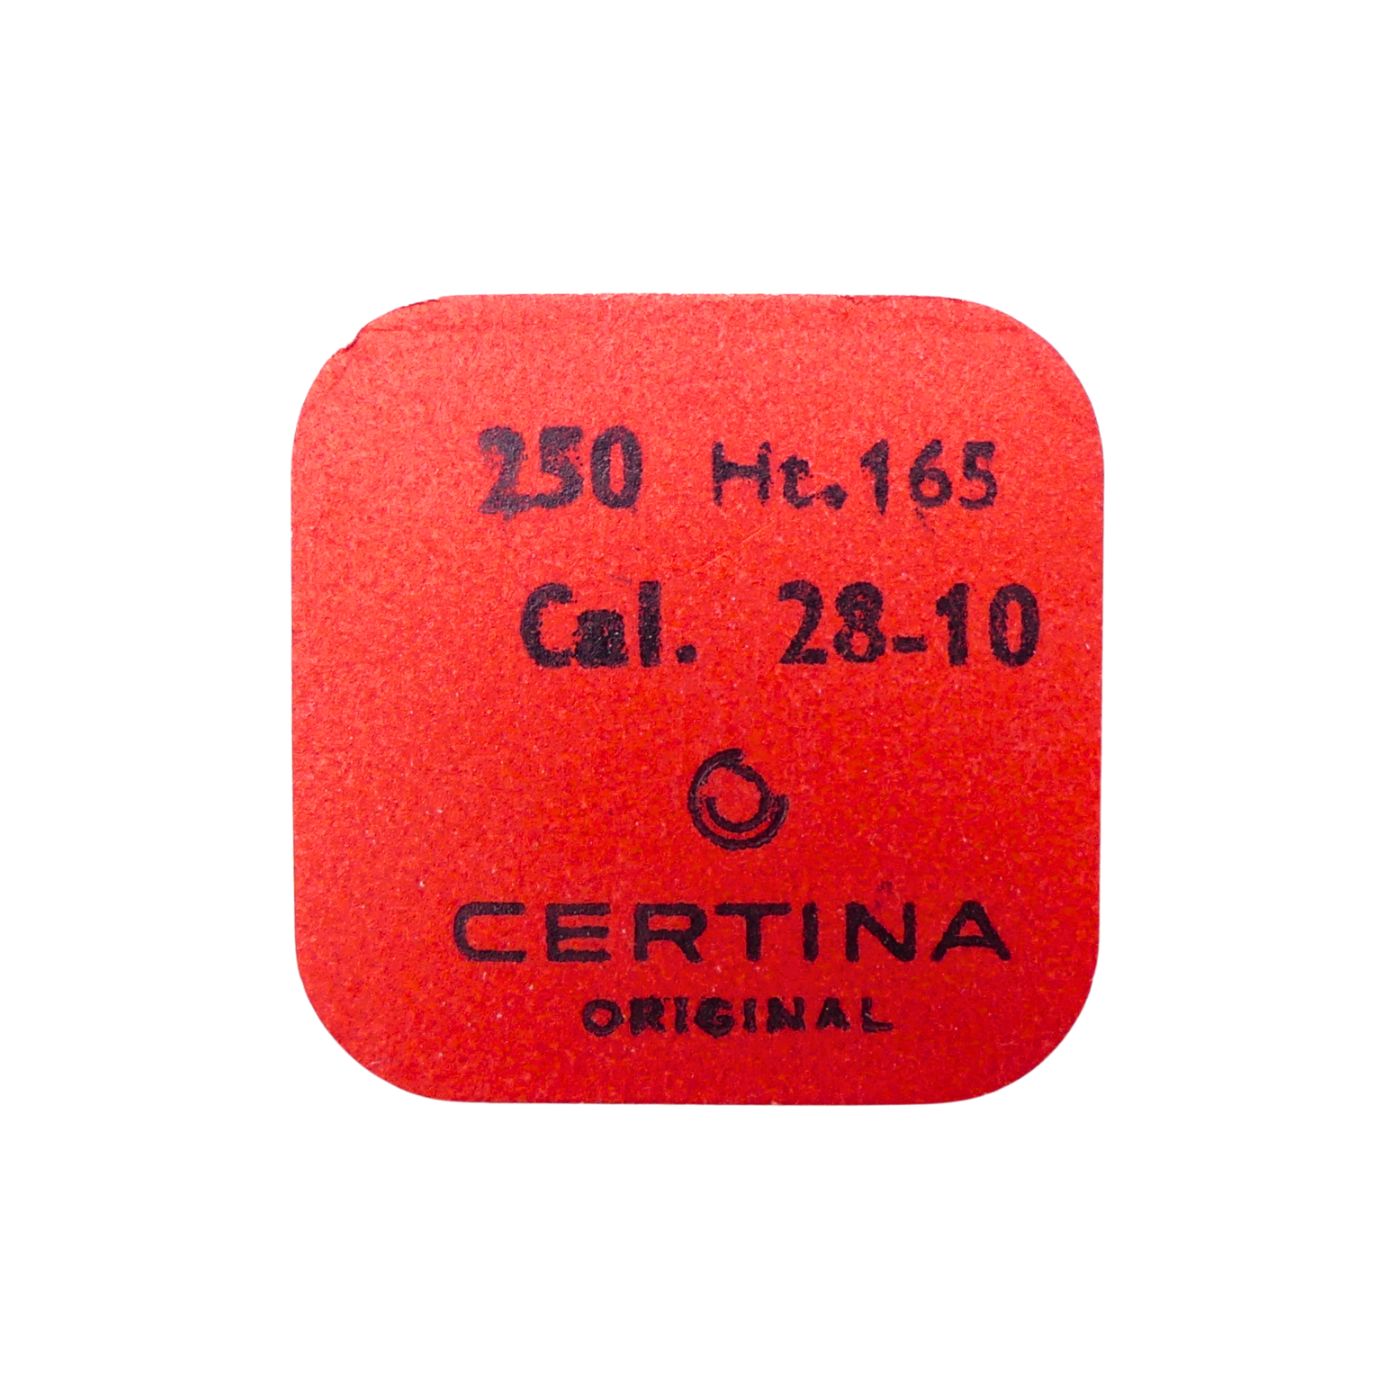 250 Ht.165
Cal. 28-10
CERTINA
ORIGINAL